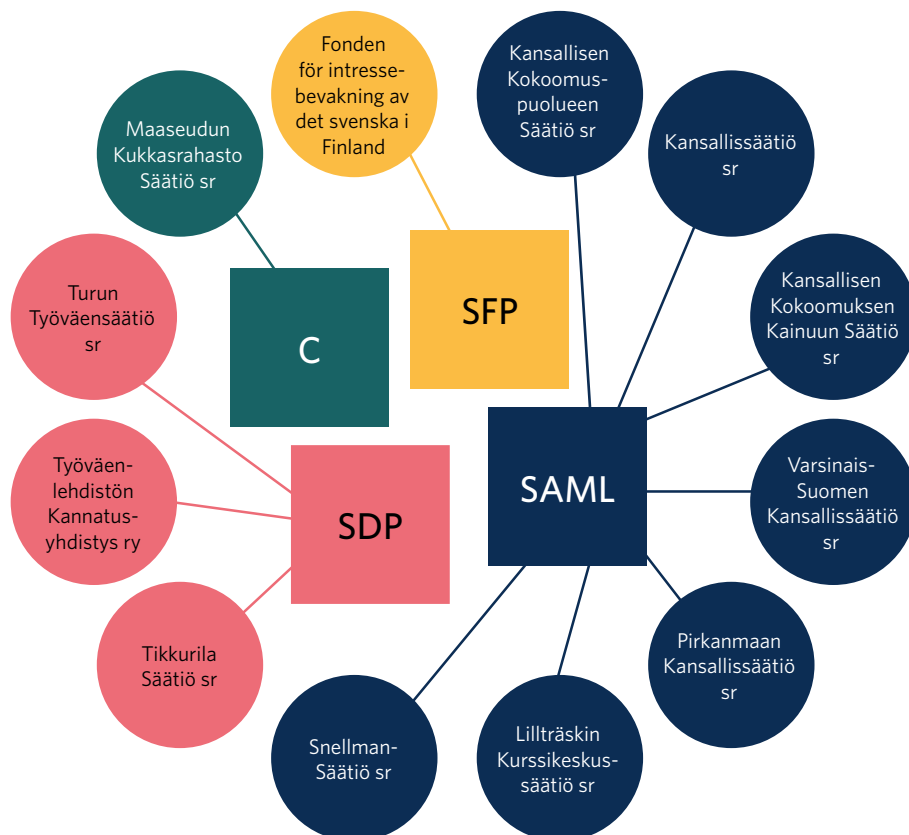 Fonden
för intresse-
bevakning av
det svenska i
Finland
Kansallisen
Kokoomus-
puolueen
Säätiö sr
Maaseudun
Kukkasrahasto
Säätiö sr
Kansallissäätiö
sr
Turun
Työväensäätiö
sr
C
SFP
Kansallisen
Kokoomuksen
Kainuun Säätiö
sr
Työväen-
lehdistön
Kannatus-
yhdistys ry
SDP
SAML
Varsinais-
Suomen
Kansallissäätiö
sr
Tikkurila
Säätiö sr
Pirkanmaan
Kansallissäätiö
sr
Snellman-
Säätiö sr
Lillträskin
Kurssikeskus-
säätiö sr